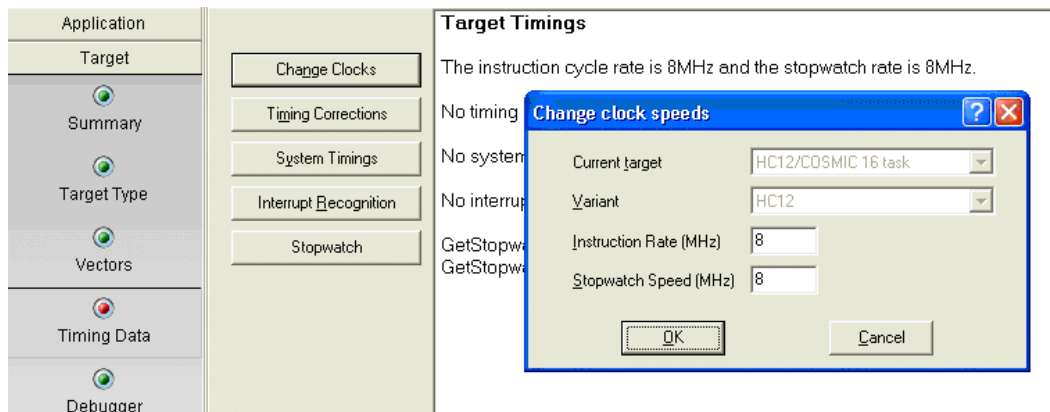 Application
Target
Summary
Target Type
Vectors
Timing Data
Debugger
Change Clocks
Timing Corrections
System Timings
Interrupt Recognition
Stopwatch
Target Timings
The instruction cycle rate is 8MHz and the stopwatch rate is 8MHz.
No timing
No system
No interrup
GetStopwa
GetStopwa
Change clock speeds
Current target HC12/COSMIC 16 task
Variant HC12
Instruction Rate (MHz) 8
Stopwatch Speed (MHz) 8
OK Cancel